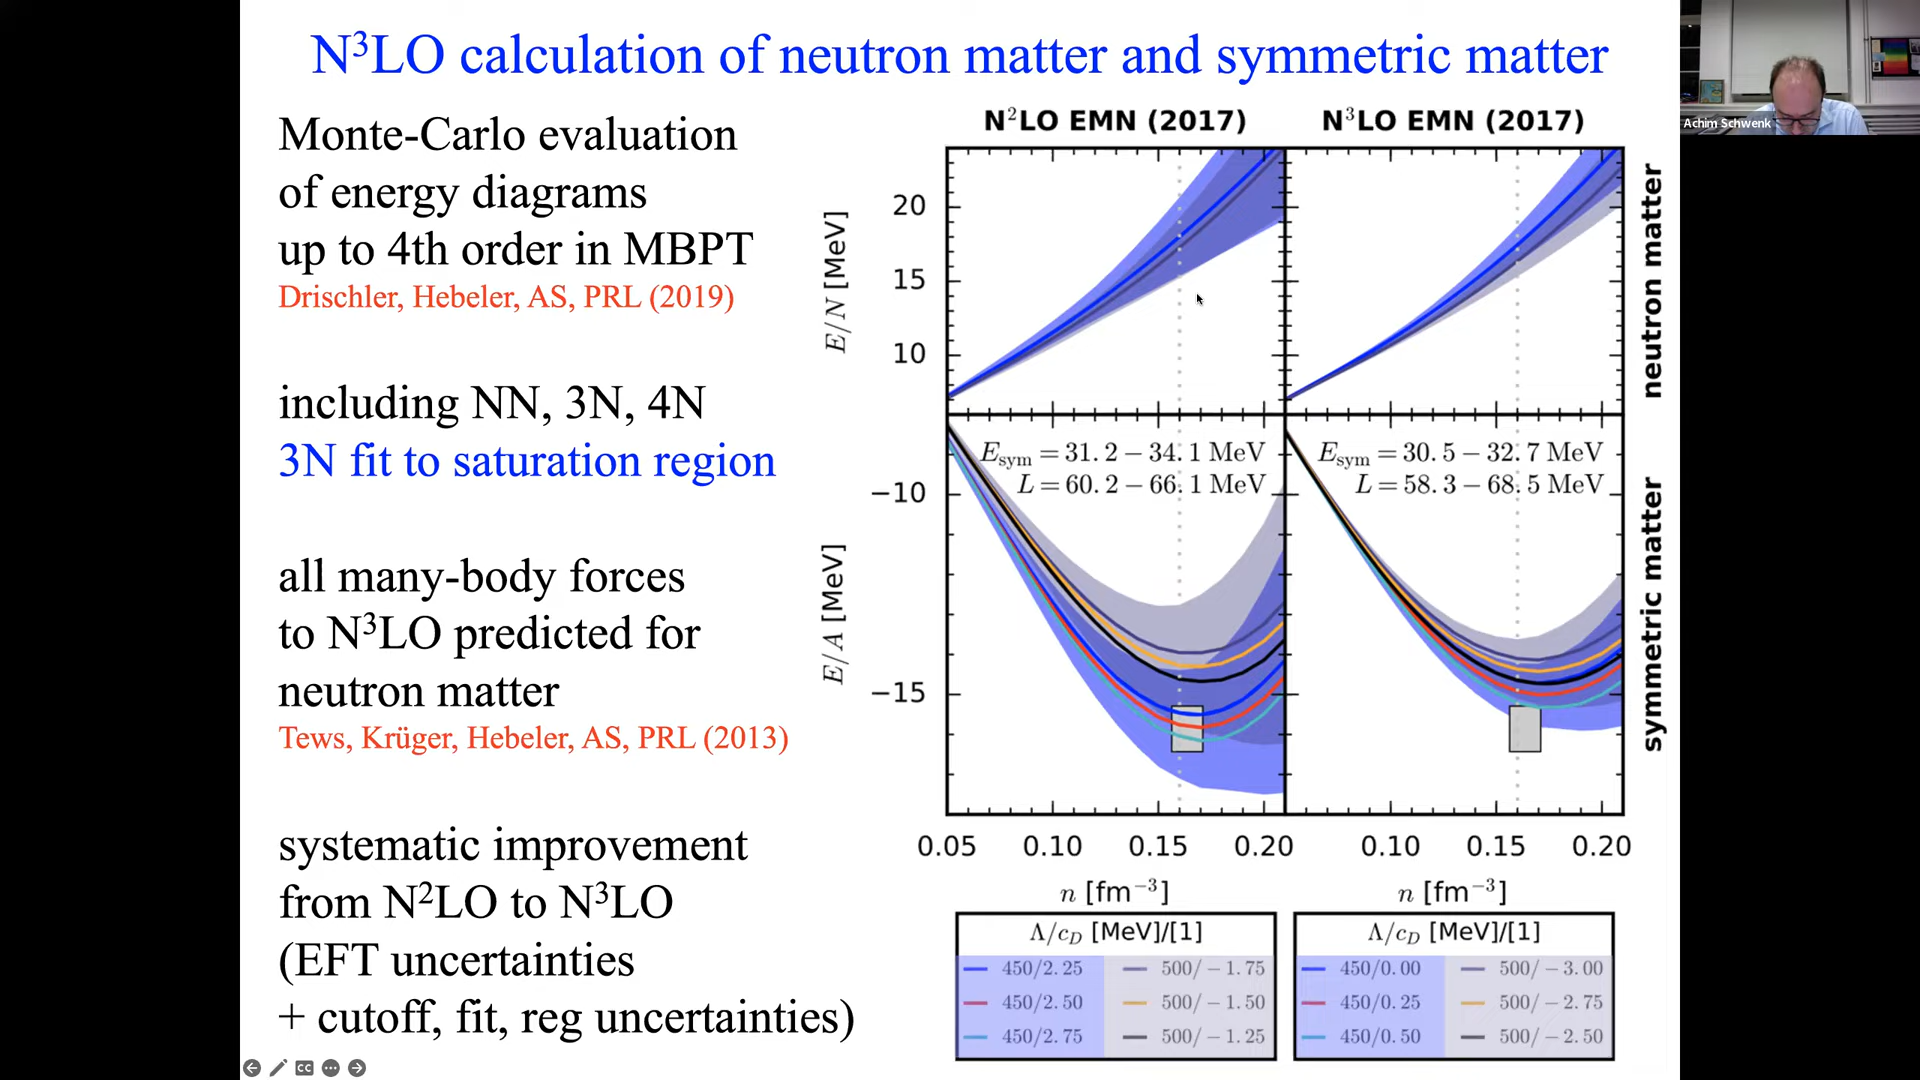 N³LO calculation of neutron matter and symmetric matter
Achim Schwenk
Monte-Carlo evaluation
of energy diagrams
up to 4th order in MBPT
Drischler, Hebeler, AS, PRL (2019)
including NN, 3N, 4N
3N fit to saturation region
all many-body forces
to N³LO predicted for
neutron matter
Tews, Krüger, Hebeler, AS, PRL (2013)
systematic improvement
from N²LO to N³LO
(EFT uncertainties
+ cutoff, fit, reg uncertainties)
N²LO EMN (2017)
N³LO EMN (2017)
E/N [MeV]
20
15
10
neutron matter
E/A [MeV]
−10
−15
E_sym = 31.2 − 34.1 MeV
L = 60.2 − 66.1 MeV
E_sym = 30.5 − 32.7 MeV
L = 58.3 − 68.5 MeV
symmetric matter
0.05 0.10 0.15 0.20 0.10 0.15 0.20
n [fm⁻³]
n [fm⁻³]
Λ/c_D [MeV]/[1]
450/2.25 500/−1.75
450/2.50 500/−1.50
450/2.75 500/−1.25
Λ/c_D [MeV]/[1]
450/0.00 500/−3.00
450/0.25 500/−2.75
450/0.50 500/−2.50
CC